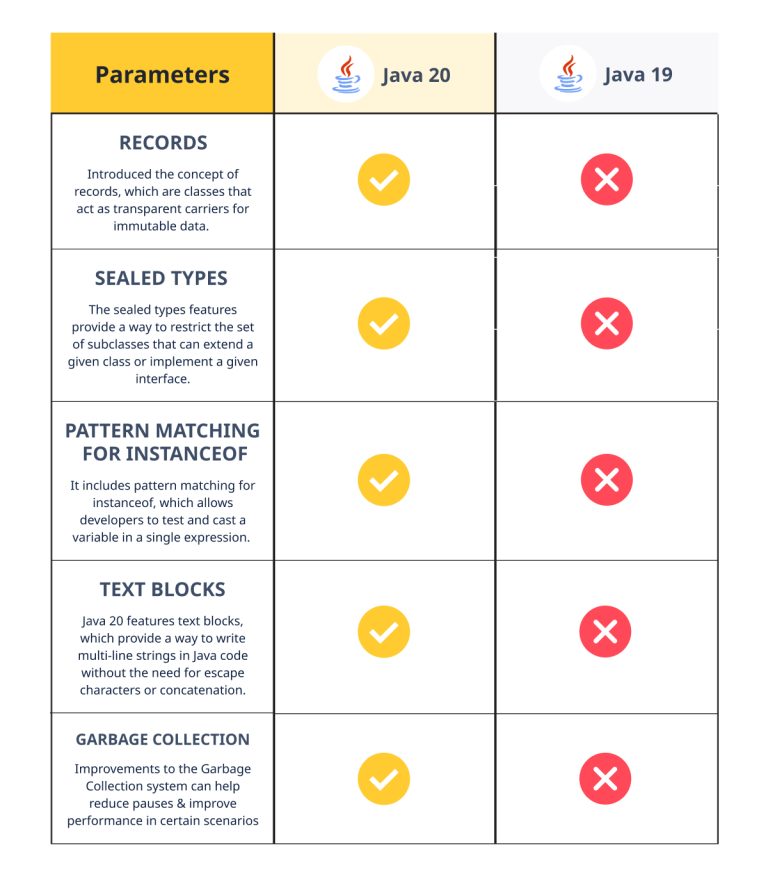 Parameters
Java 20
Java 19
RECORDS
Introduced the concept of
records, which are classes that
act as transparent carriers for
immutable data.
SEALED TYPES
The sealed types features
provide a way to restrict the set
of subclasses that can extend a
given class or implement a given
interface.
PATTERN MATCHING
FOR INSTANCEOF
It includes pattern matching for
instanceof, which allows
developers to test and cast a
variable in a single expression.
TEXT BLOCKS
Java 20 features text blocks,
which provide a way to write
multi-line strings in Java code
without the need for escape
characters or concatenation.
GARBAGE COLLECTION
Improvements to the Garbage
Collection system can help
reduce pauses & improve
performance in certain scenarios